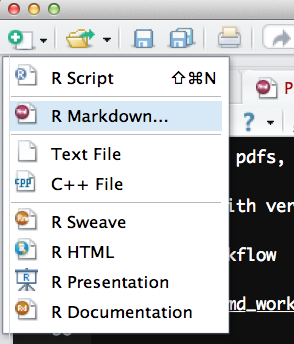 R Script ⇧⌘N
P
R Markdown...
Text File
pdfs,
C++ File
ith ver
R Sweave
R HTML
kflow
R Presentation
md_work
R Documentation